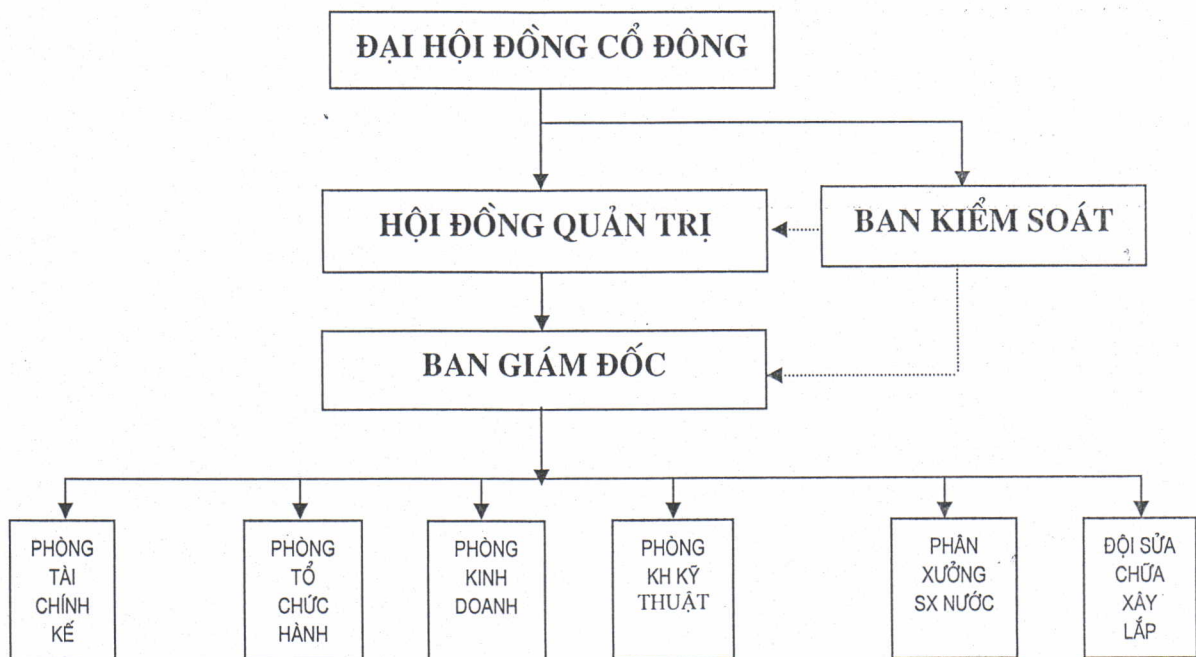 ĐẠI HỘI ĐỒNG CỔ ĐÔNG
HỘI ĐỒNG QUẢN TRỊ
BAN KIỂM SOÁT
BAN GIÁM ĐỐC
PHÒNG
TÀI
CHÍNH
KẾ
PHÒNG
TỔ
CHỨC
HÀNH
PHÒNG
KINH
DOANH
PHÒNG
KH KỸ
THUẬT
PHÂN
XƯỞNG
SX NƯỚC
ĐỘI SỬA
CHỮA
XÂY
LẮP